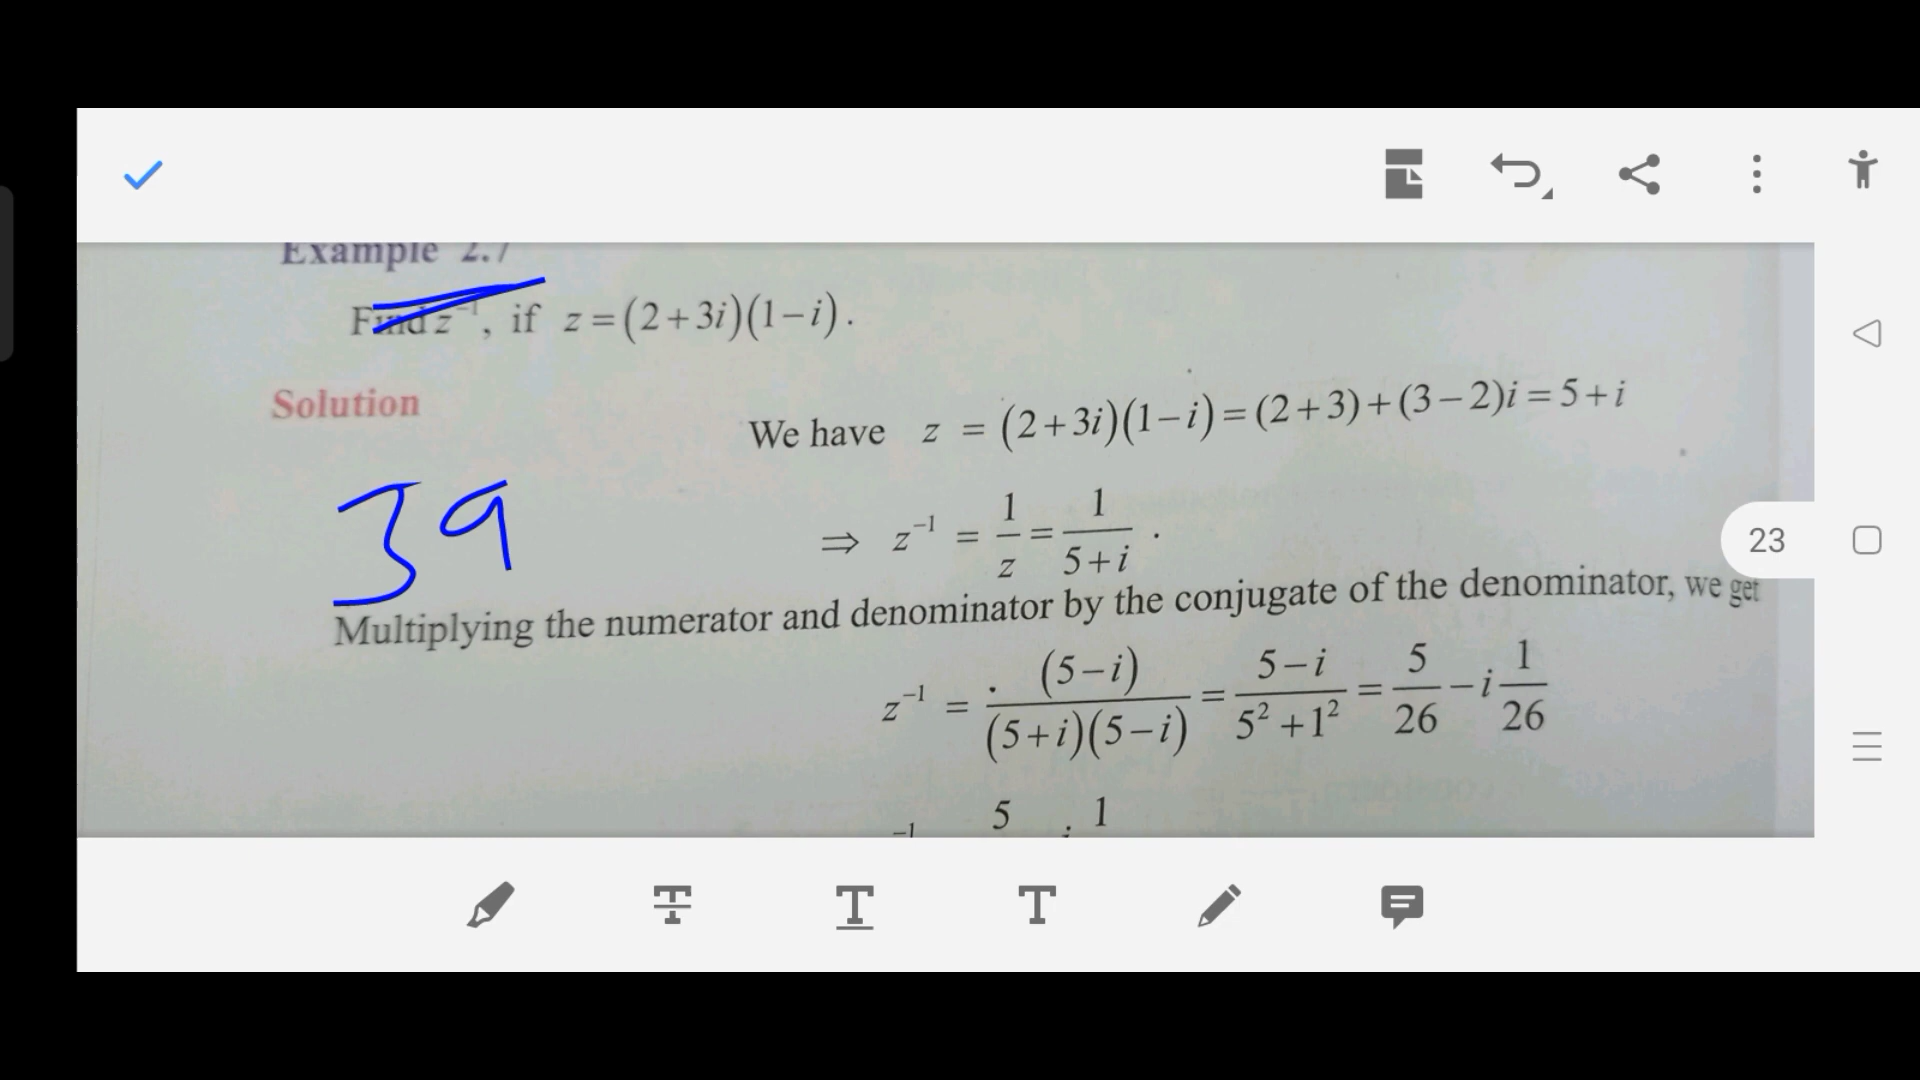 Example 2.7
Find z⁻¹, if z = (2+3i)(1−i).
Solution
We have z = (2+3i)(1−i) = (2+3)+(3−2)i = 5+i
39
⇒ z⁻¹ = 1/z = 1/(5+i) .
23
Multiplying the numerator and denominator by the conjugate of the denominator, we get
z⁻¹ = (5−i)/((5+i)(5−i)) = (5−i)/(5²+1²) = 5/26 − i 1/26